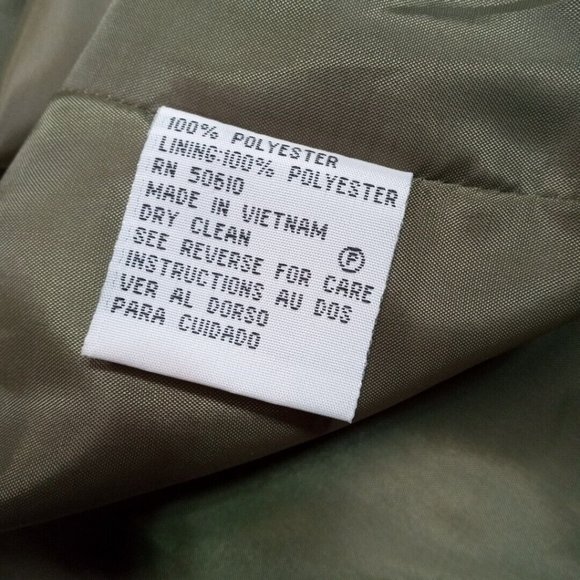 100% POLYESTER
LINING:100% POLYESTER
RN 50610
MADE IN VIETNAM
DRY CLEAN
Ⓕ
SEE REVERSE FOR CARE
INSTRUCTIONS AU DOS
VER AL DORSO
PARA CUIDADO